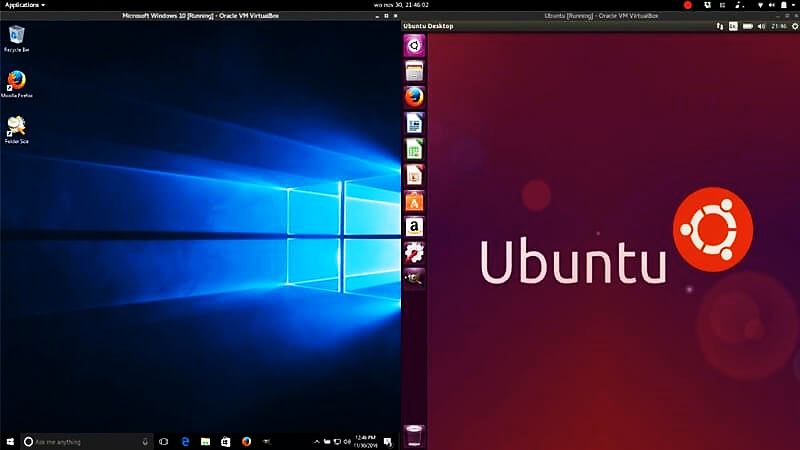 Applications
wo nov 30, 21:46:02
Microsoft Windows 10 [Running] - Oracle VM VirtualBox
Ubuntu [Running] - Oracle VM VirtualBox
Ubuntu Desktop
21:46
Recycle Bin
Mozilla Firefox
Folder Size
a
Ubuntu
Ask me anything
12:46 PM
11/30/2016